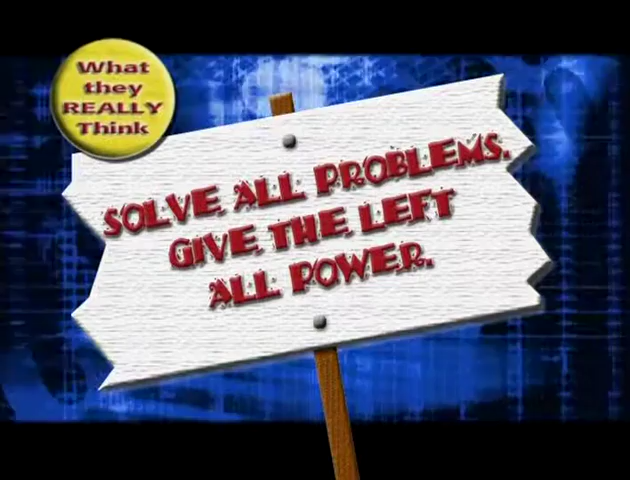 What
they
REALLY
Think
SOLVE ALL PROBLEMS.
GIVE THE LEFT
ALL POWER.